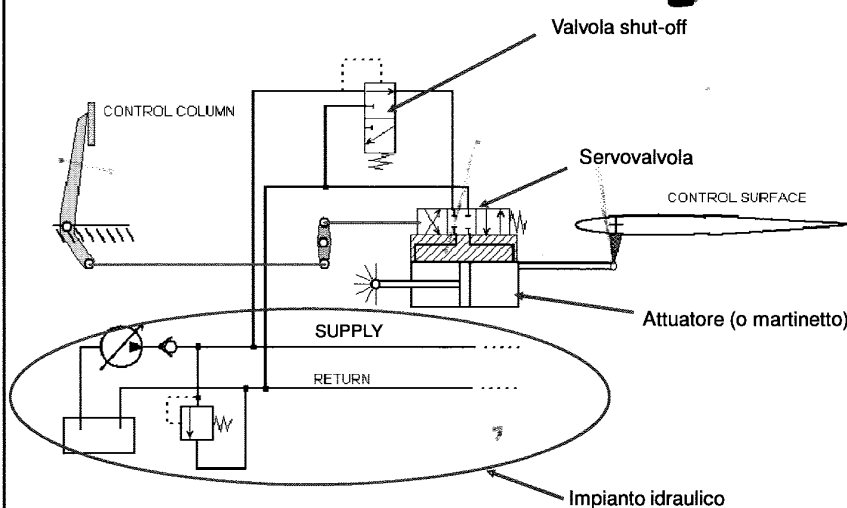 Valvola shut-off
CONTROL COLUMN
Servovalvola
CONTROL SURFACE
Attuatore (o martinetto)
SUPPLY
RETURN
Impianto idraulico